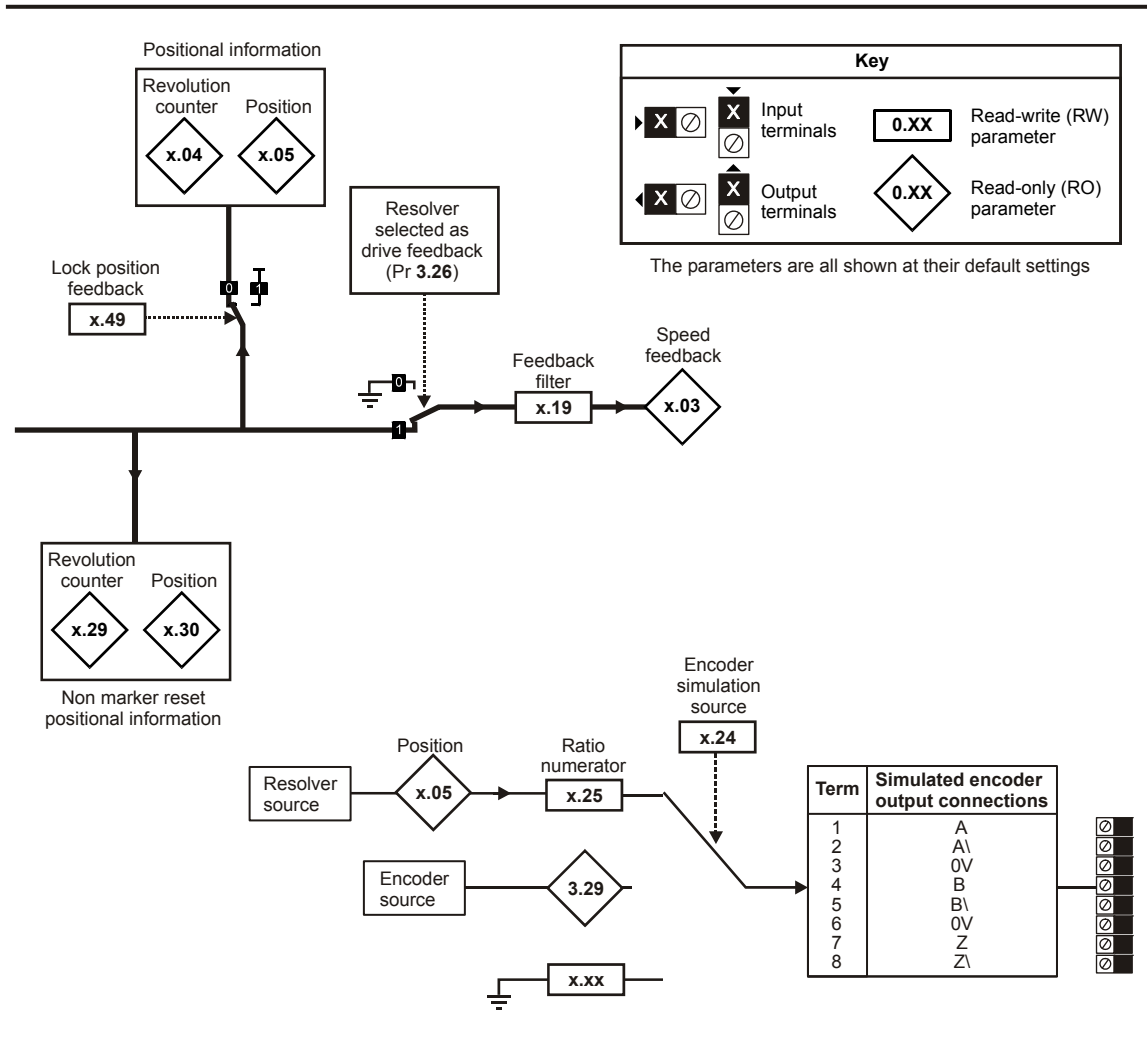 Positional information
Revolution
counter
Position
x.04
x.05
Key
X
X
Input
terminals
0.XX
Read-write (RW)
parameter
X
X
Output
terminals
0.XX
Read-only (RO)
parameter
The parameters are all shown at their default settings
Resolver
selected as
drive feedback
(Pr 3.26)
Lock position
feedback
x.49
0
1
Speed
feedback
Feedback
filter
0
x.19
x.03
1
Revolution
counter
Position
x.29
x.30
Non marker reset
positional information
Encoder
simulation
source
x.24
Position
Ratio
numerator
Resolver
source
x.05
x.25
Encoder
source
3.29
x.xx
Term
Simulated encoder
output connections
1 A
2 A\
3 0V
4 B
5 B\
6 0V
7 Z
8 Z\